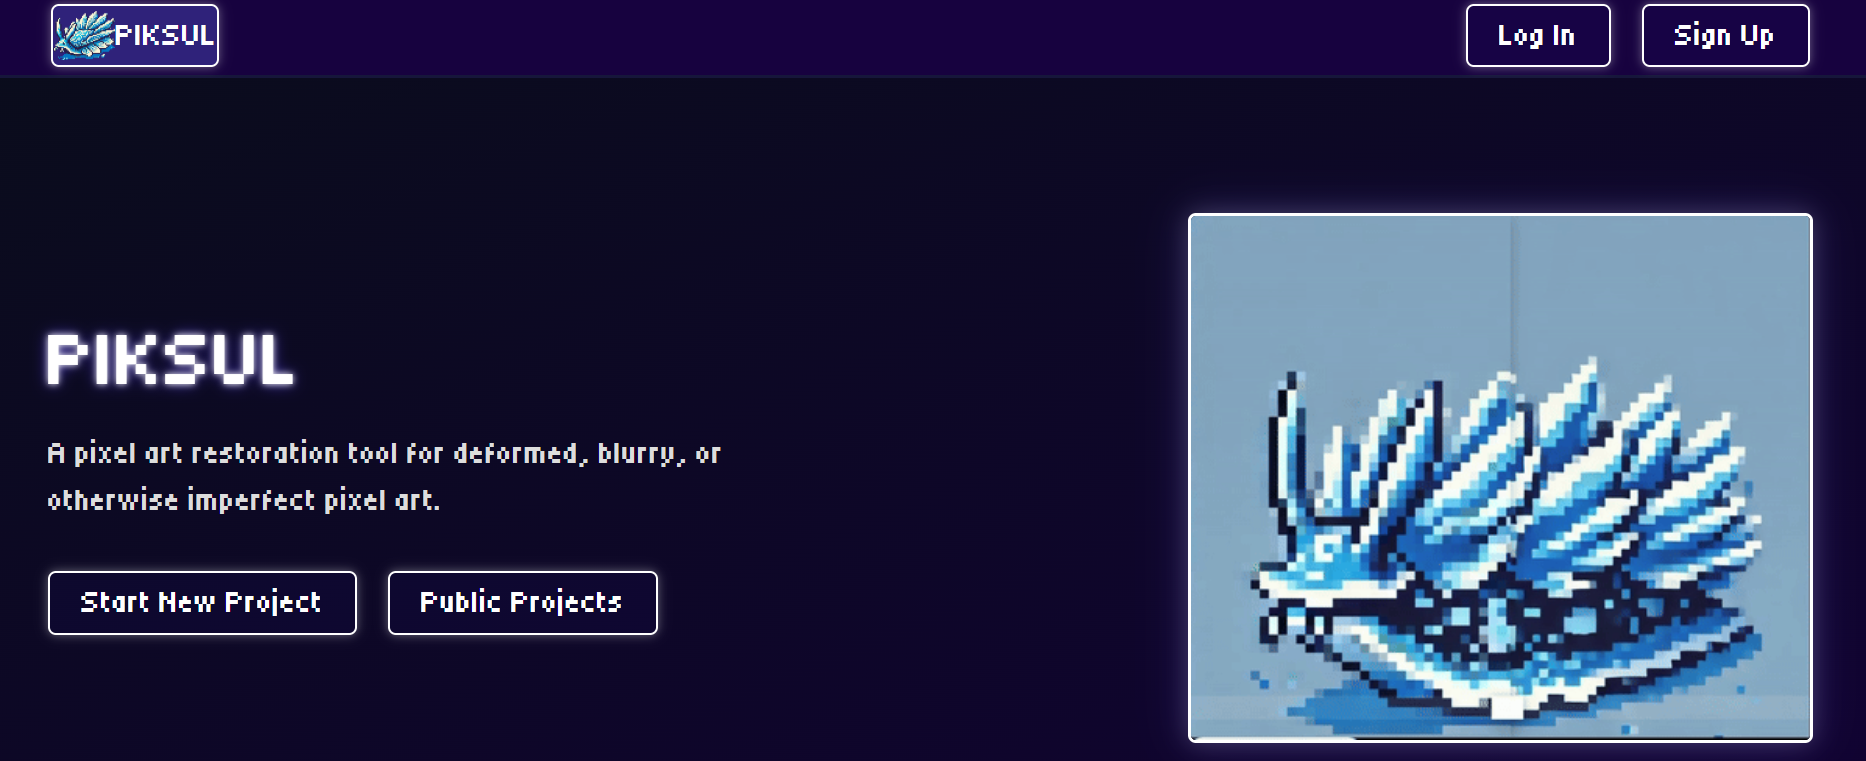 PIKSUL
Log In
Sign Up
PIKSUL
A pixel art restoration tool for deformed, blurry, or
otherwise imperfect pixel art.
Start New Project
Public Projects